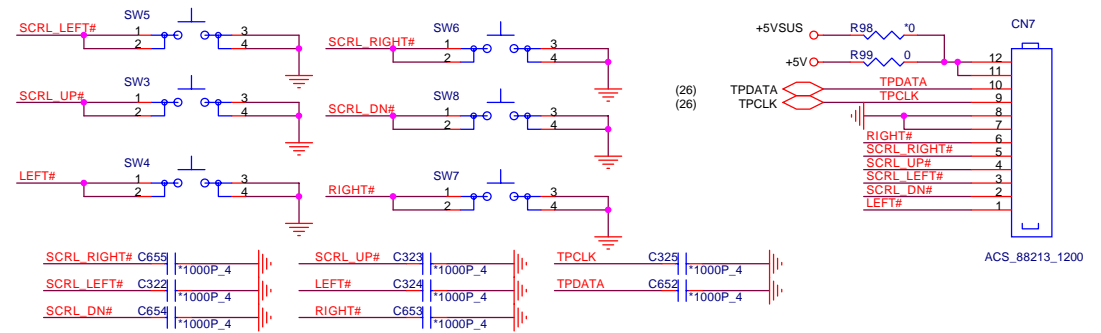 SW5
SCRL_LEFT# 1 3
2 4
SW6
SCRL_RIGHT# 1 3
2 4
SW3
SCRL_UP# 1 3
2 4
SW8
SCRL_DN# 1 3
2 4
SW4
LEFT# 1 3
2 4
SW7
RIGHT# 1 3
2 4
+5VSUS R98 *0
+5V R99 0
CN7
12
11
(26) TPDATA TPDATA 10
(26) TPCLK TPCLK 9
8
7
RIGHT# 6
SCRL_RIGHT# 5
SCRL_UP# 4
SCRL_LEFT# 3
SCRL_DN# 2
LEFT# 1
ACS_88213_1200
SCRL_RIGHT# C655 *1000P_4
SCRL_LEFT# C322 *1000P_4
SCRL_DN# C654 *1000P_4
SCRL_UP# C323 *1000P_4
LEFT# C324 *1000P_4
RIGHT# C653 *1000P_4
TPCLK C325 *1000P_4
TPDATA C652 *1000P_4